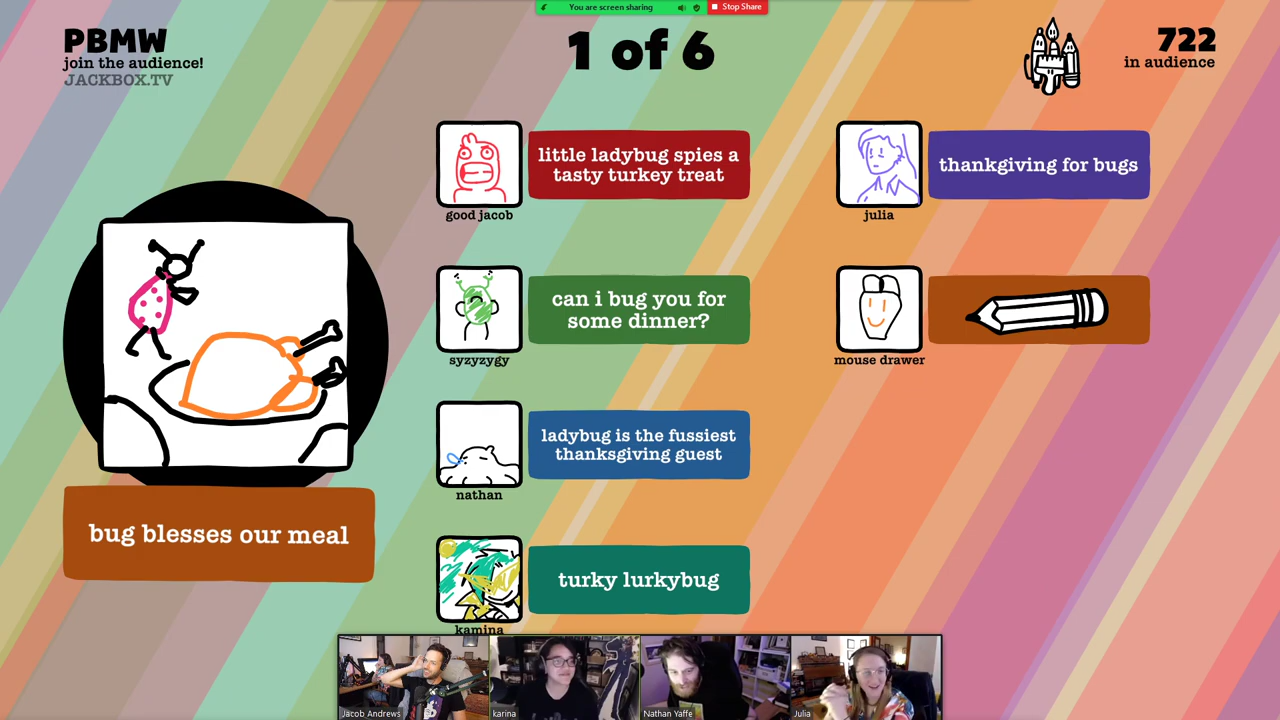 You are screen sharing
Stop Share
PBMW
join the audience!
JACKBOX.TV
1 of 6
722
in audience
little ladybug spies a
tasty turkey treat
good jacob
can i bug you for
some dinner?
syzyzygy
ladybug is the fussiest
thanksgiving guest
nathan
turky lurkybug
kamina
thankgiving for bugs
julia
mouse drawer
bug blesses our meal
Jacob Andrews
karina
Nathan Yaffe
Julia